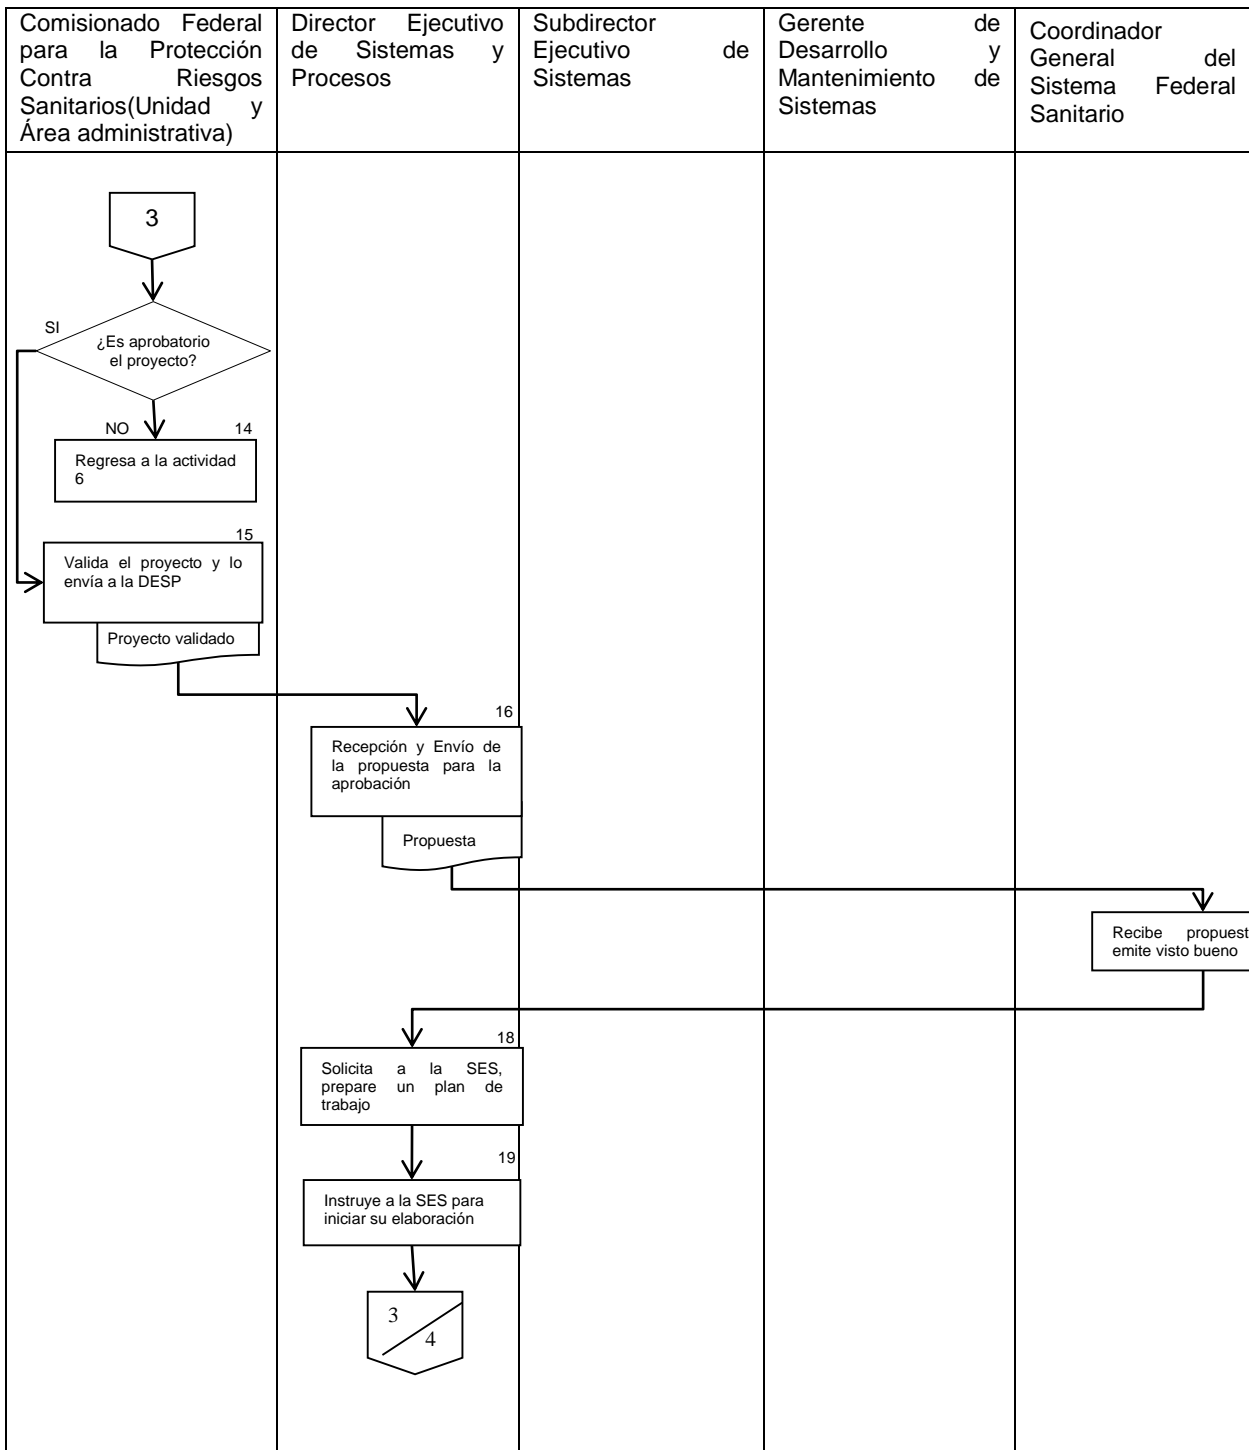 Comisionado Federal
para la Protección
Contra Riesgos
Sanitarios(Unidad y
Área administrativa)
Director Ejecutivo
de Sistemas y
Procesos
Subdirector
Ejecutivo de
Sistemas
Gerente de
Desarrollo y
Mantenimiento de
Sistemas
Coordinador
General del
Sistema Federal
Sanitario
3
SI
¿Es aprobatorio
el proyecto?
NO
14
Regresa a la actividad
6
15
Valida el proyecto y lo
envía a la DESP
Proyecto validado
16
Recepción y Envío de
la propuesta para la
aprobación
Propuesta
Recibe propuest
emite visto bueno
18
Solicita a la SES,
prepare un plan de
trabajo
19
Instruye a la SES para
iniciar su elaboración
3
4